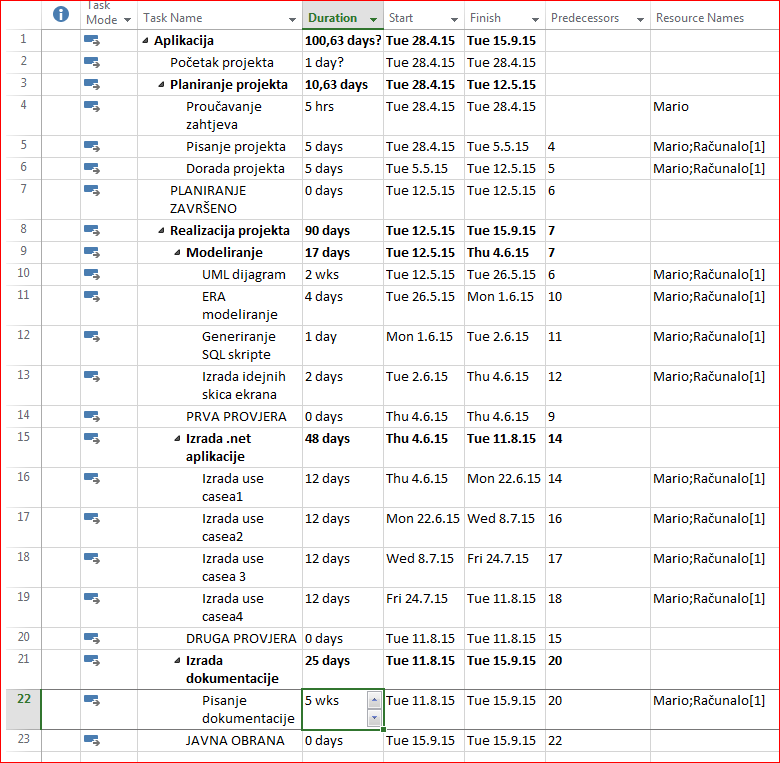 Task Mode Task Name Duration Start Finish Predecessors Resource Names
1 Aplikacija 100,63 days? Tue 28.4.15 Tue 15.9.15
2 Početak projekta 1 day? Tue 28.4.15 Tue 28.4.15
3 Planiranje projekta 10,63 days Tue 28.4.15 Tue 12.5.15
4 Proučavanje zahtjeva 5 hrs Tue 28.4.15 Tue 28.4.15 Mario
5 Pisanje projekta 5 days Tue 28.4.15 Tue 5.5.15 4 Mario;Računalo[1]
6 Dorada projekta 5 days Tue 5.5.15 Tue 12.5.15 5 Mario;Računalo[1]
7 PLANIRANJE ZAVRŠENO 0 days Tue 12.5.15 Tue 12.5.15 6
8 Realizacija projekta 90 days Tue 12.5.15 Tue 15.9.15 7
9 Modeliranje 17 days Tue 12.5.15 Thu 4.6.15 7
10 UML dijagram 2 wks Tue 12.5.15 Tue 26.5.15 6 Mario;Računalo[1]
11 ERA modeliranje 4 days Tue 26.5.15 Mon 1.6.15 10 Mario;Računalo[1]
12 Generiranje SQL skripte 1 day Mon 1.6.15 Tue 2.6.15 11 Mario;Računalo[1]
13 Izrada idejnih skica ekrana 2 days Tue 2.6.15 Thu 4.6.15 12 Mario;Računalo[1]
14 PRVA PROVJERA 0 days Thu 4.6.15 Thu 4.6.15 9
15 Izrada .net aplikacije 48 days Thu 4.6.15 Tue 11.8.15 14
16 Izrada use casea1 12 days Thu 4.6.15 Mon 22.6.15 14 Mario;Računalo[1]
17 Izrada use casea2 12 days Mon 22.6.15 Wed 8.7.15 16 Mario;Računalo[1]
18 Izrada use casea 3 12 days Wed 8.7.15 Fri 24.7.15 17 Mario;Računalo[1]
19 Izrada use casea4 12 days Fri 24.7.15 Tue 11.8.15 18 Mario;Računalo[1]
20 DRUGA PROVJERA 0 days Tue 11.8.15 Tue 11.8.15 15
21 Izrada dokumentacije 25 days Tue 11.8.15 Tue 15.9.15 20
22 Pisanje dokumentacije 5 wks Tue 11.8.15 Tue 15.9.15 20 Mario;Računalo[1]
23 JAVNA OBRANA 0 days Tue 15.9.15 Tue 15.9.15 22